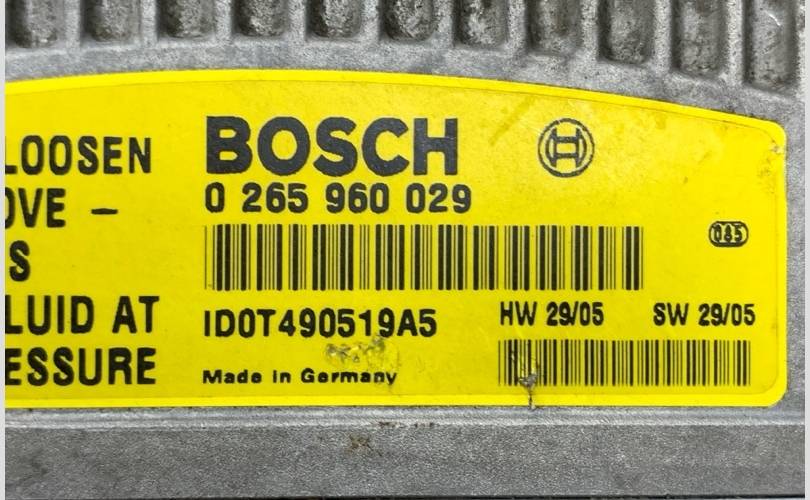 LOOSEN
OVE –
S
LUID AT
ESSURE
BOSCH
0 265 960 029
ID0T490519A5
Made in Germany
085
HW 29/05 SW 29/05